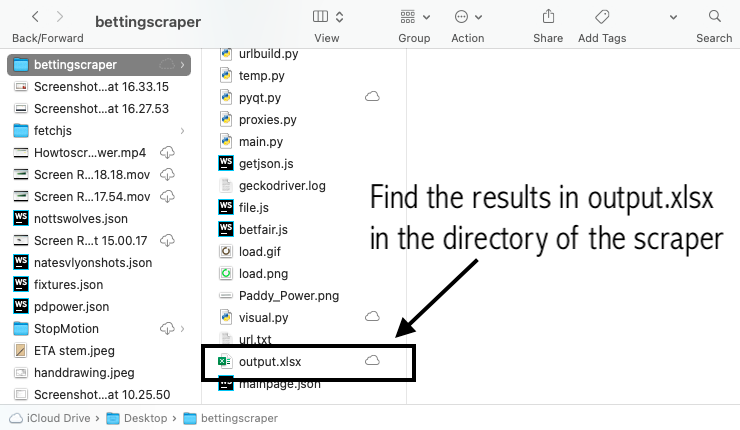 bettingscraper
Back/Forward
View
Group
Action
Share
Add Tags
Search
bettingscraper
Screenshot...at 16.33.15
Screenshot...at 16.27.53
fetchjs
Howtoscr...wer.mp4
Screen R...18.18.mov
Screen R...17.54.mov
nottswolves.json
Screen R...t 15.00.17
natesvlyonshots.json
fixtures.json
pdpower.json
StopMotion
ETA stem.jpeg
handdrawing.jpeg
Screenshot...at 10.25.50
urlbuild.py
temp.py
pyqt.py
proxies.py
main.py
getjson.js
geckodriver.log
file.js
betfair.js
load.gif
load.png
Paddy_Power.png
visual.py
url.txt
output.xlsx
mainpage.json
Find the results in output.xlsx
in the directory of the scraper
iCloud Drive > Desktop > bettingscraper